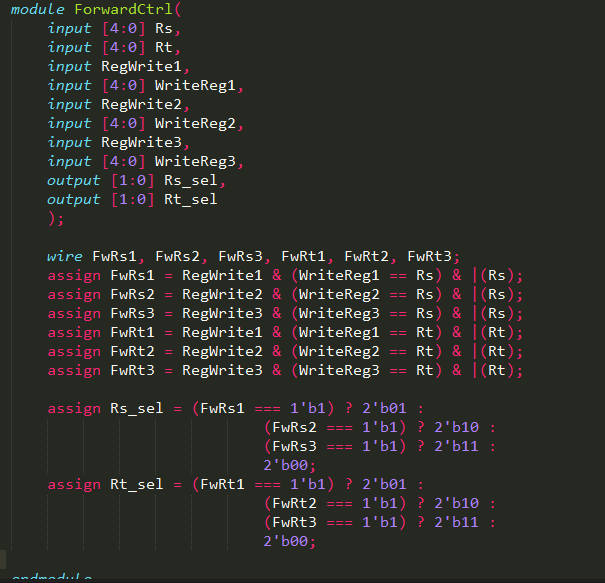 module ForwardCtrl(
    input [4:0] Rs,
    input [4:0] Rt,
    input RegWrite1,
    input [4:0] WriteReg1,
    input RegWrite2,
    input [4:0] WriteReg2,
    input RegWrite3,
    input [4:0] WriteReg3,
    output [1:0] Rs_sel,
    output [1:0] Rt_sel
    );
    wire FwRs1, FwRs2, FwRs3, FwRt1, FwRt2, FwRt3;
    assign FwRs1 = RegWrite1 & (WriteReg1 == Rs) & |(Rs);
    assign FwRs2 = RegWrite2 & (WriteReg2 == Rs) & |(Rs);
    assign FwRs3 = RegWrite3 & (WriteReg3 == Rs) & |(Rs);
    assign FwRt1 = RegWrite1 & (WriteReg1 == Rt) & |(Rt);
    assign FwRt2 = RegWrite2 & (WriteReg2 == Rt) & |(Rt);
    assign FwRt3 = RegWrite3 & (WriteReg3 == Rt) & |(Rt);
    assign Rs_sel = (FwRs1 === 1'b1) ? 2'b01 :
                            (FwRs2 === 1'b1) ? 2'b10 :
                            (FwRs3 === 1'b1) ? 2'b11 :
                            2'b00;
    assign Rt_sel = (FwRt1 === 1'b1) ? 2'b01 :
                            (FwRt2 === 1'b1) ? 2'b10 :
                            (FwRt3 === 1'b1) ? 2'b11 :
                            2'b00;
endmodule